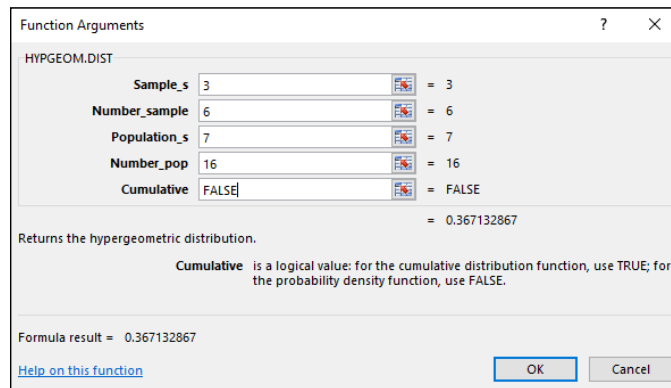 Function Arguments ? ×
HYPGEOM.DIST
Sample_s 3 = 3
Number_sample 6 = 6
Population_s 7 = 7
Number_pop 16 = 16
Cumulative FALSE = FALSE
= 0.367132867
Returns the hypergeometric distribution.
Cumulative is a logical value: for the cumulative distribution function, use TRUE; for
the probability density function, use FALSE.
Formula result = 0.367132867
Help on this function OK Cancel